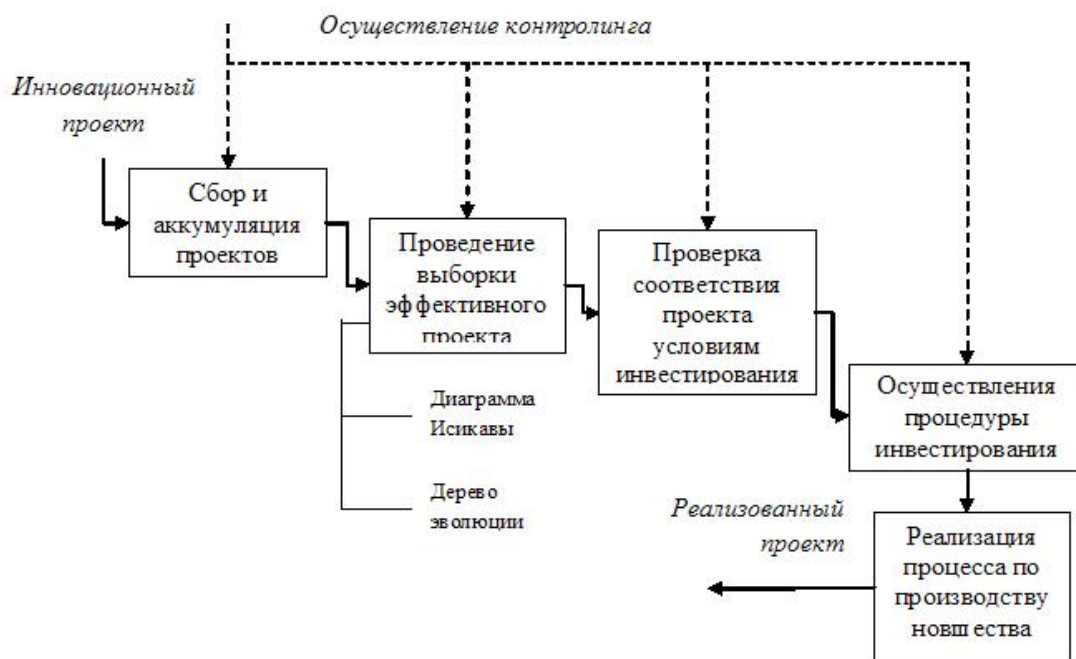 Осуществление контролинга
Инновационный
проект
Сбор и
аккумуляция
проектов
Проведение
выборки
эффективного
проекта
Проверка
соответствия
проекта
условиям
инвестирования
Диаграмма
Исикавы
Дерево
эволюции
Осуществления
процедуры
инвестирования
Реализованный
проект
Реализация
процесса по
производству
новшества